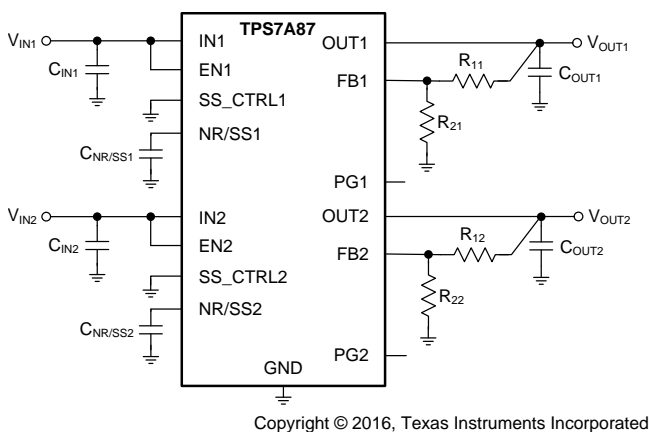 TPS7A87
V_IN1
IN1
OUT1
V_OUT1
C_IN1
EN1
FB1
R_11
C_OUT1
SS_CTRL1
R_21
C_NR/SS1
NR/SS1
PG1
V_IN2
IN2
OUT2
V_OUT2
C_IN2
EN2
FB2
R_12
C_OUT2
SS_CTRL2
R_22
C_NR/SS2
NR/SS2
PG2
GND
Copyright © 2016, Texas Instruments Incorporated